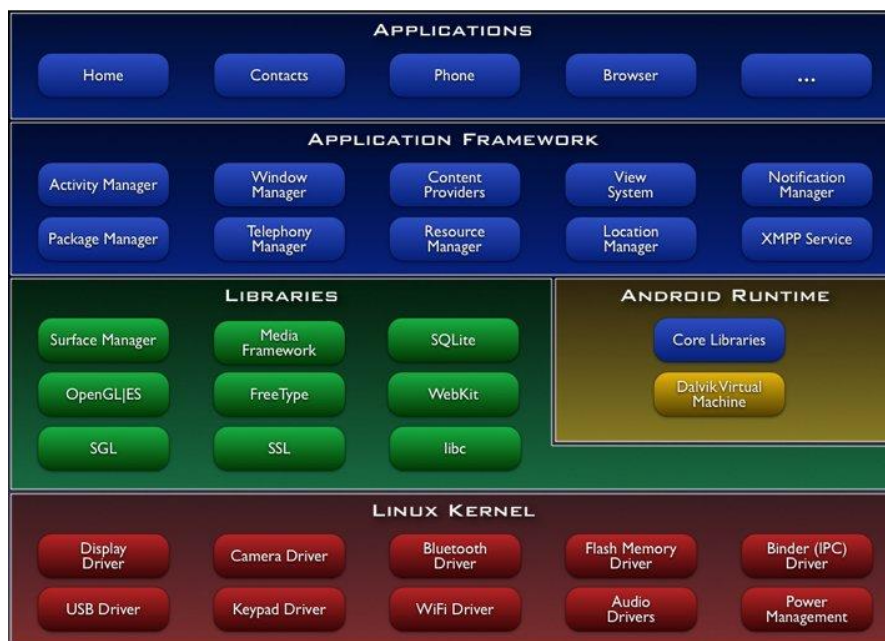 APPLICATIONS
Home
Contacts
Phone
Browser
...
APPLICATION FRAMEWORK
Activity Manager
Window
Manager
Content
Providers
View
System
Notification
Manager
Package Manager
Telephony
Manager
Resource
Manager
Location
Manager
XMPP Service
LIBRARIES
Surface Manager
Media
Framework
SQLite
OpenGL|ES
FreeType
WebKit
SGL
SSL
libc
ANDROID RUNTIME
Core Libraries
Dalvik Virtual
Machine
LINUX KERNEL
Display
Driver
Camera Driver
Bluetooth
Driver
Flash Memory
Driver
Binder (IPC)
Driver
USB Driver
Keypad Driver
WiFi Driver
Audio
Drivers
Power
Management